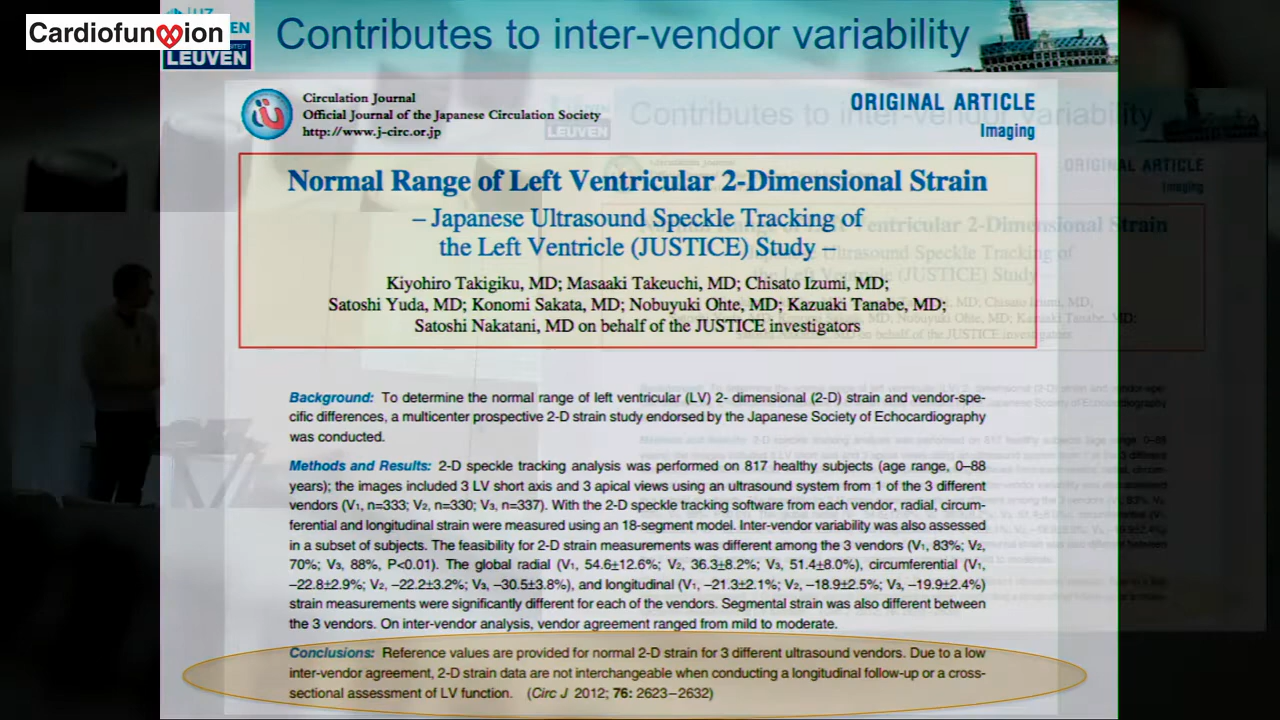 Cardiofunxion
LEUVEN
Contributes to inter-vendor variability
Circulation Journal
Official Journal of the Japanese Circulation Society
http://www.j-circ.or.jp
ORIGINAL ARTICLE
Imaging
Normal Range of Left Ventricular 2-Dimensional Strain
– Japanese Ultrasound Speckle Tracking of
the Left Ventricle (JUSTICE) Study –
Kiyohiro Takigiku, MD; Masaaki Takeuchi, MD; Chisato Izumi, MD;
Satoshi Yuda, MD; Konomi Sakata, MD; Nobuyuki Ohte, MD; Kazuaki Tanabe, MD;
Satoshi Nakatani, MD on behalf of the JUSTICE investigators
Background: To determine the normal range of left ventricular (LV) 2- dimensional (2-D) strain and vendor-spe-
cific differences, a multicenter prospective 2-D strain study endorsed by the Japanese Society of Echocardiography
was conducted.
Methods and Results: 2-D speckle tracking analysis was performed on 817 healthy subjects (age range, 0–88
years); the images included 3 LV short axis and 3 apical views using an ultrasound system from 1 of the 3 different
vendors (V1, n=333; V2, n=330; V3, n=337). With the 2-D speckle tracking software from each vendor, radial, circum-
ferential and longitudinal strain were measured using an 18-segment model. Inter-vendor variability was also assessed
in a subset of subjects. The feasibility for 2-D strain measurements was different among the 3 vendors (V1, 83%; V2,
70%; V3, 88%, P<0.01). The global radial (V1, 54.6±12.6%; V2, 36.3±8.2%; V3, 51.4±8.0%), circumferential (V1,
–22.8±2.9%; V2, –22.2±3.2%; V3, –30.5±3.8%), and longitudinal (V1, –21.3±2.1%; V2, –18.9±2.5%; V3, –19.9±2.4%)
strain measurements were significantly different for each of the vendors. Segmental strain was also different between
the 3 vendors. On inter-vendor analysis, vendor agreement ranged from mild to moderate.
Conclusions: Reference values are provided for normal 2-D strain for 3 different ultrasound vendors. Due to a low
inter-vendor agreement, 2-D strain data are not interchangeable when conducting a longitudinal follow-up or a cross-
sectional assessment of LV function. (Circ J 2012; 76: 2623–2632)